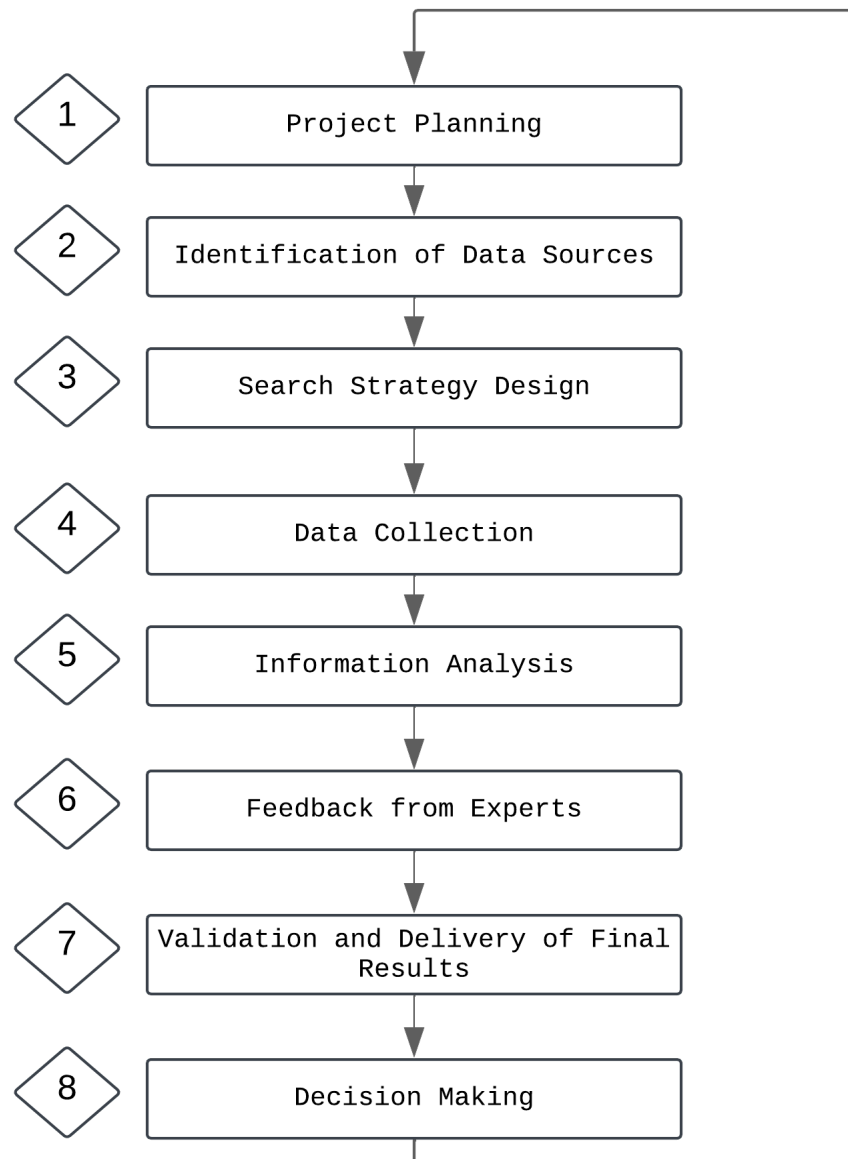 1
Project Planning
2
Identification of Data Sources
3
Search Strategy Design
4
Data Collection
5
Information Analysis
6
Feedback from Experts
7
Validation and Delivery of Final
Results
8
Decision Making